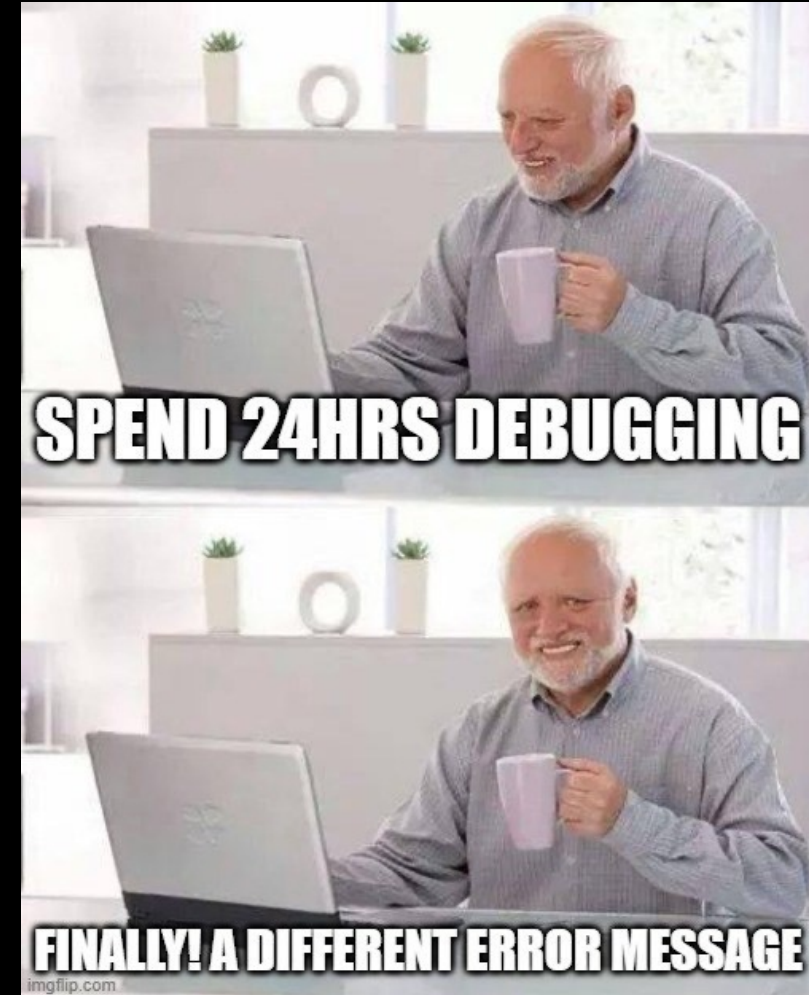 SPEND 24HRS DEBUGGING
FINALLY! A DIFFERENT ERROR MESSAGE
imgflip.com